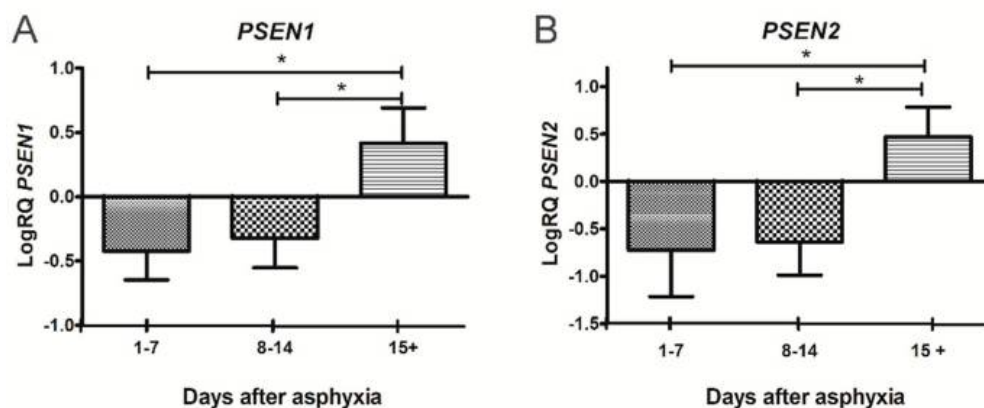 A
PSEN1
*
*
LogRQ PSEN1
1.0
0.5
0.0
-0.5
-1.0
1-7
8-14
15+
Days after asphyxia
B
PSEN2
*
*
LogRQ PSEN2
1.0
0.5
0.0
-0.5
-1.0
-1.5
1-7
8-14
15 +
Days after asphyxia